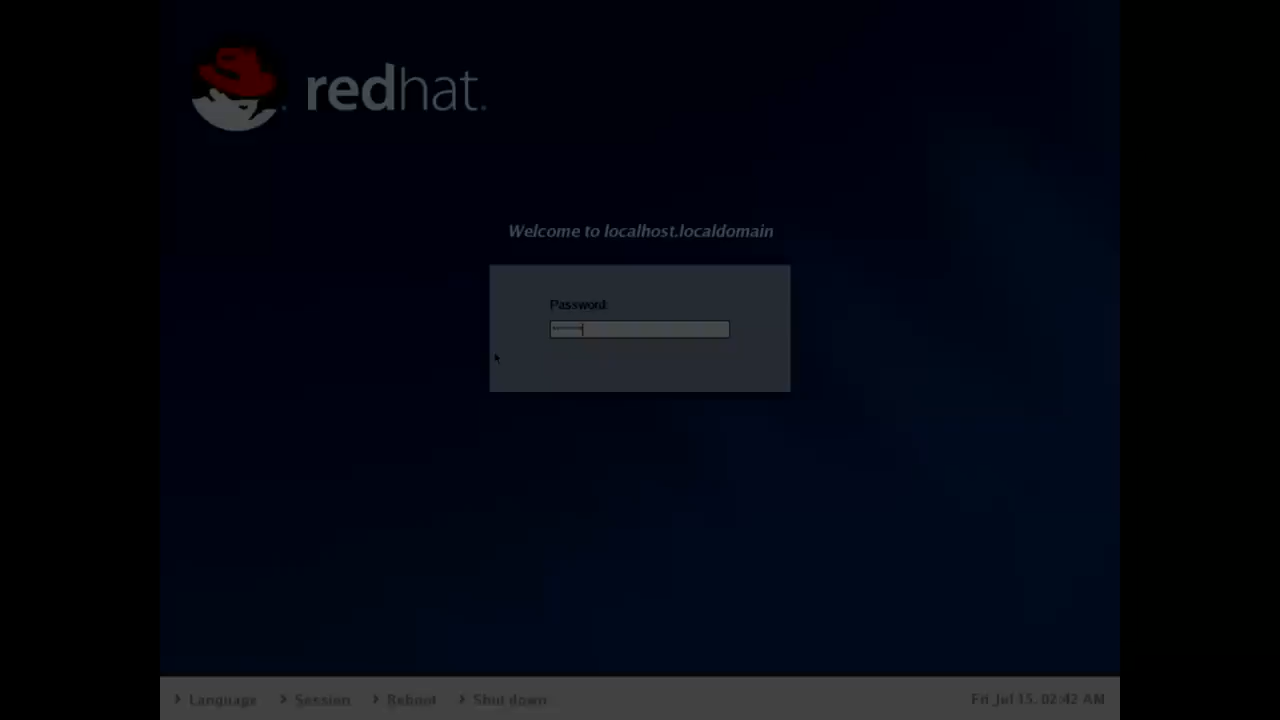 redhat.
Welcome to localhost.localdomain
Password:
Language Session Reboot Shut down Fri Jul 15, 02:42 AM